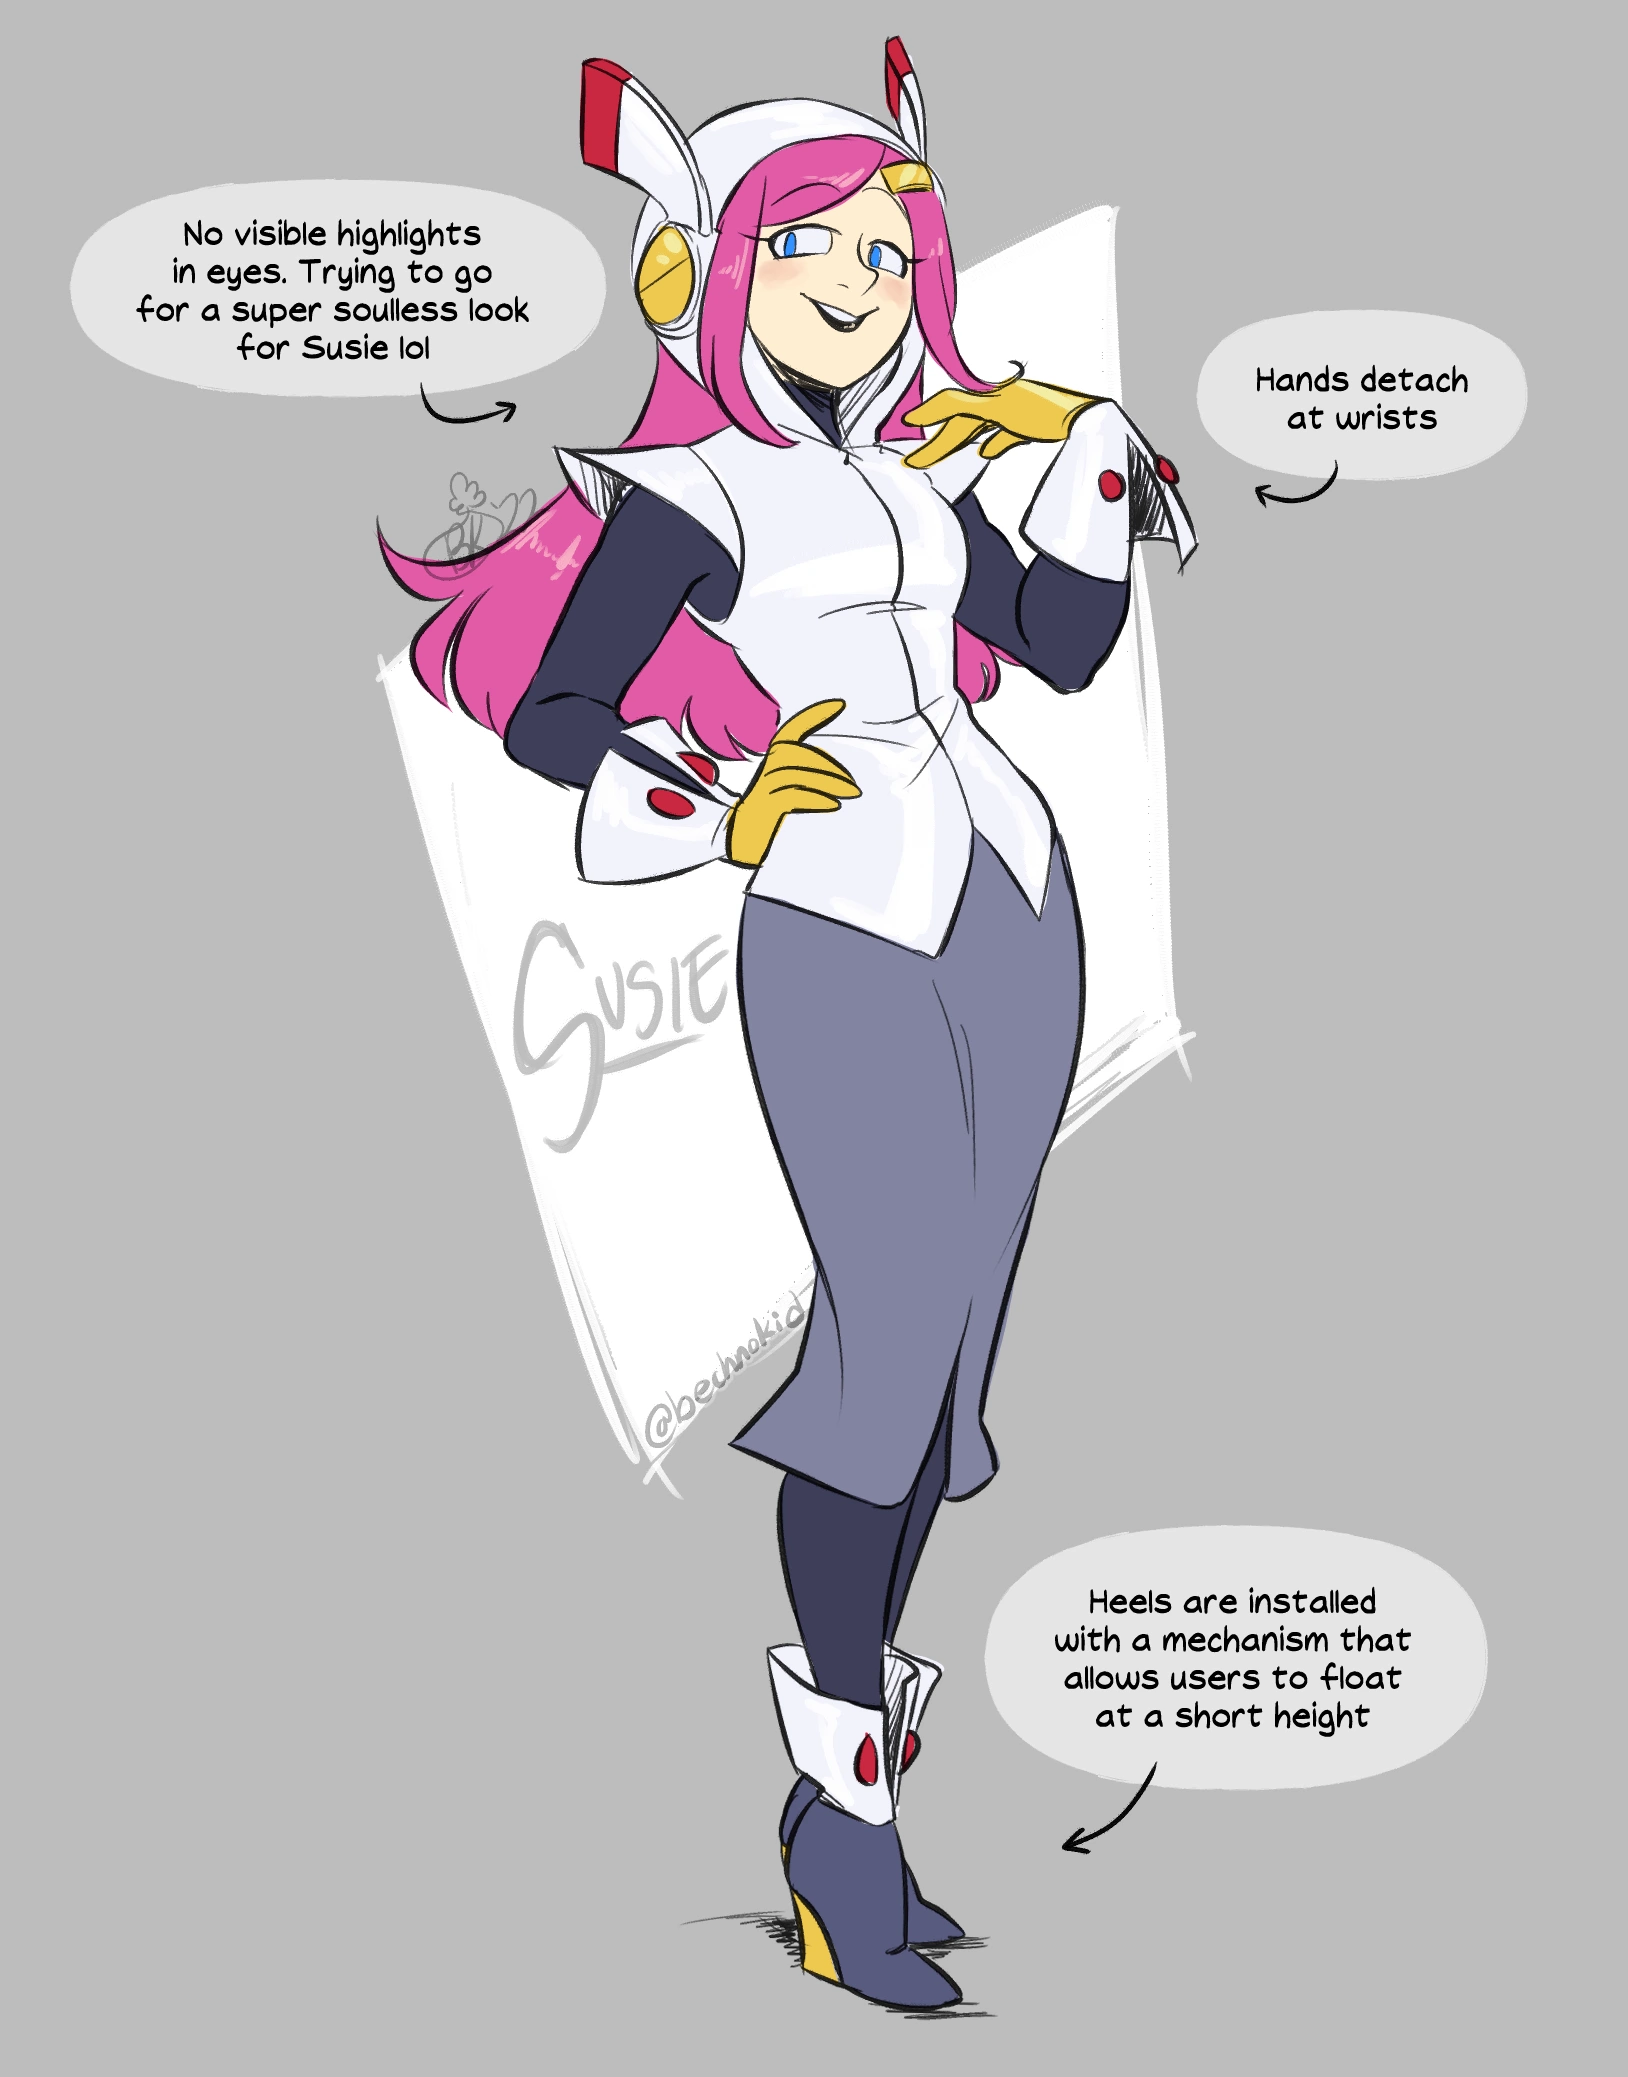 No visible highlights
in eyes. Trying to go
for a super soulless look
for Susie lol
Hands detach
at wrists
SUSIE
@bechnokid
Heels are installed
with a mechanism that
allows users to float
at a short height